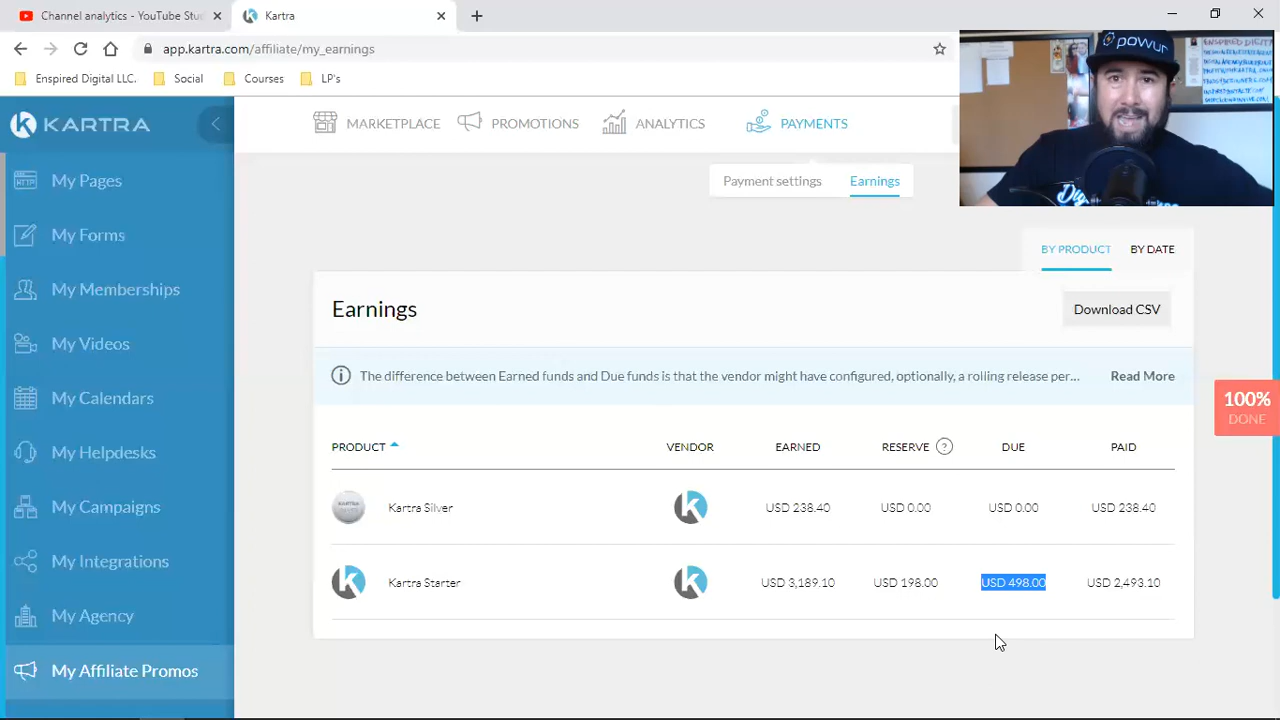 Channel analytics - YouTube Stu
Kartra
app.kartra.com/affiliate/my_earnings
Enspired Digital LLC.
Social
Courses
LP's
powur
KARTRA
MARKETPLACE
PROMOTIONS
ANALYTICS
PAYMENTS
Payment settings
Earnings
My Pages
My Forms
My Memberships
My Videos
My Calendars
My Helpdesks
My Campaigns
My Integrations
My Agency
My Affiliate Promos
BY PRODUCT
BY DATE
Earnings
Download CSV
The difference between Earned funds and Due funds is that the vendor might have configured, optionally, a rolling release per...
Read More
100%
DONE
PRODUCT VENDOR EARNED RESERVE ? DUE PAID
Kartra Silver USD 238.40 USD 0.00 USD 0.00 USD 238.40
Kartra Starter USD 3,189.10 USD 198.00 USD 498.00 USD 2,493.10